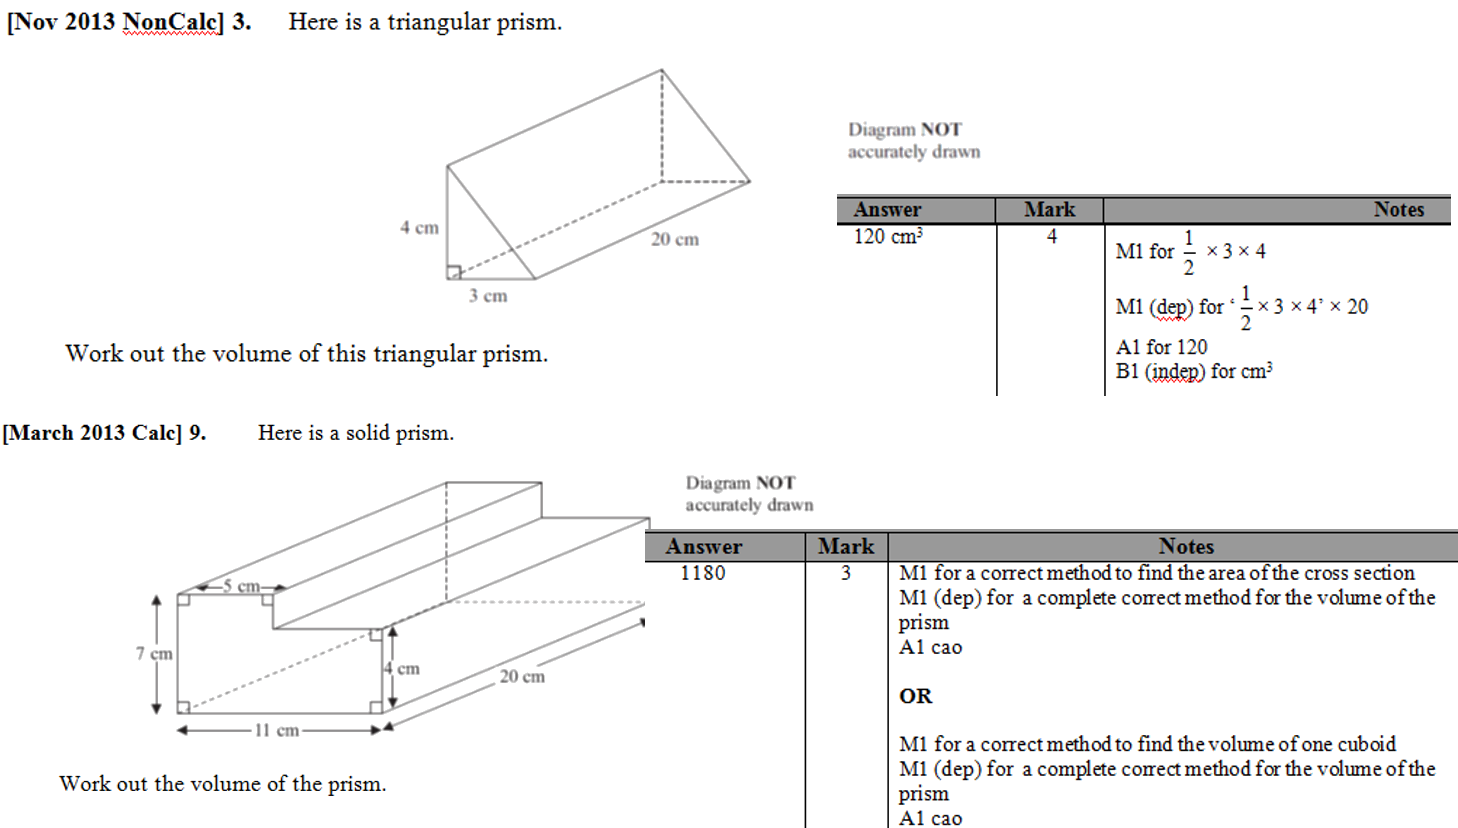 [Nov 2013 NonCalc] 3. Here is a triangular prism.
Diagram NOT
accurately drawn
4 cm
20 cm
3 cm
Answer Mark Notes
120 cm³ 4 M1 for 1/2 × 3 × 4
M1 (dep) for ‘1/2 × 3 × 4’ × 20
A1 for 120
B1 (indep) for cm³
Work out the volume of this triangular prism.
[March 2013 Calc] 9. Here is a solid prism.
Diagram NOT
accurately drawn
5 cm
7 cm
4 cm
20 cm
11 cm
Answer Mark Notes
1180 3 M1 for a correct method to find the area of the cross section
M1 (dep) for a complete correct method for the volume of the
prism
A1 cao
OR
M1 for a correct method to find the volume of one cuboid
M1 (dep) for a complete correct method for the volume of the
prism
A1 cao
Work out the volume of the prism.